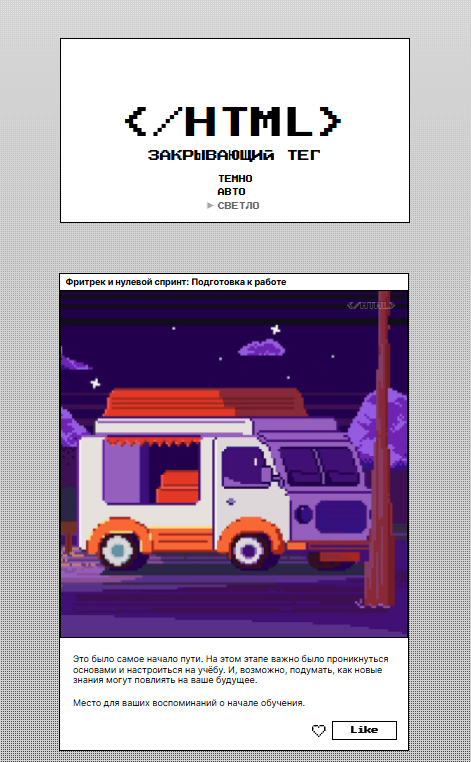 </HTML>
ЗАКРЫВАЮЩИЙ ТЕГ
ТЕМНО
АВТО
СВЕТЛО
Фритрек и нулевой спринт: Подготовка к работе
</HTML>
Это было самое начало пути. На этом этапе важно было проникнуться
основами и настроиться на учёбу. И, возможно, подумать, как новые
знания могут повлиять на ваше будущее.
Место для ваших воспоминаний о начале обучения.
Like